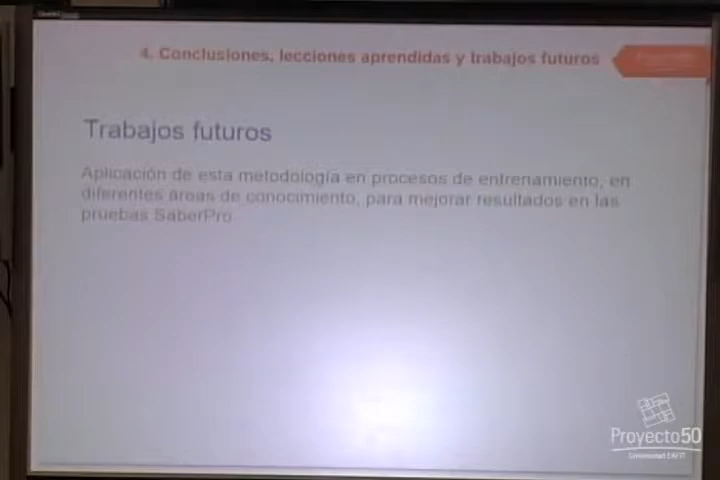 4. Conclusiones, lecciones aprendidas y trabajos futuros
Trabajos futuros
Aplicación de esta metodología en procesos de entrenamiento, en
diferentes áreas de conocimiento, para mejorar resultados en las
pruebas SaberPro.
Proyecto50
Universidad EAFIT